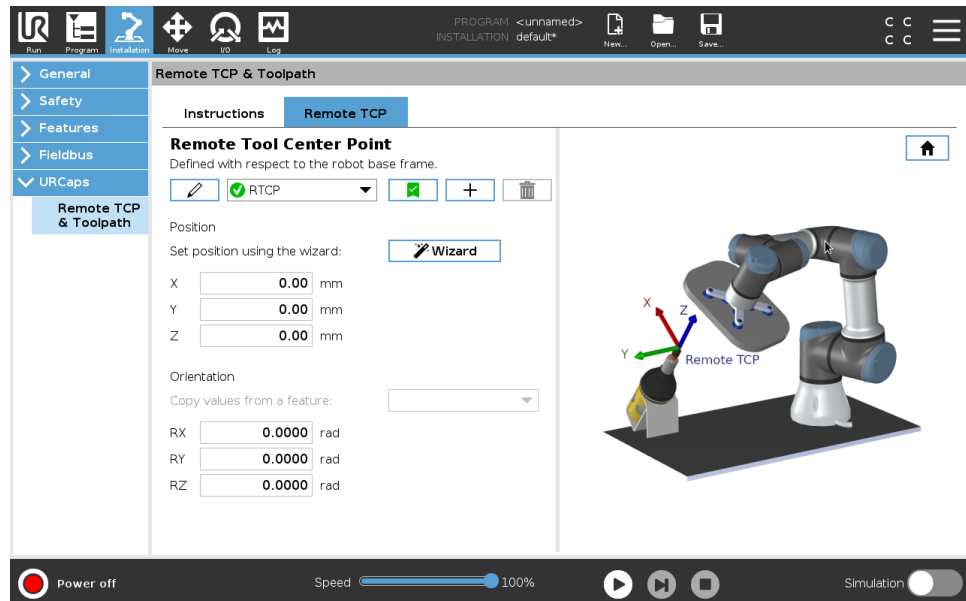 PROGRAM <unnamed>
INSTALLATION default*
UR
Run
Program
Installation
Move
I/O
Log
New...
Open...
Save...
C C
C C
General
Safety
Features
Fieldbus
URCaps
Remote TCP
& Toolpath
Remote TCP & Toolpath
Instructions
Remote TCP
Remote Tool Center Point
Defined with respect to the robot base frame.
RTCP
Position
Set position using the wizard:
Wizard
X 0.00 mm
Y 0.00 mm
Z 0.00 mm
Orientation
Copy values from a feature:
RX 0.0000 rad
RY 0.0000 rad
RZ 0.0000 rad
X
Z
Y
Remote TCP
Power off
Speed
100%
Simulation